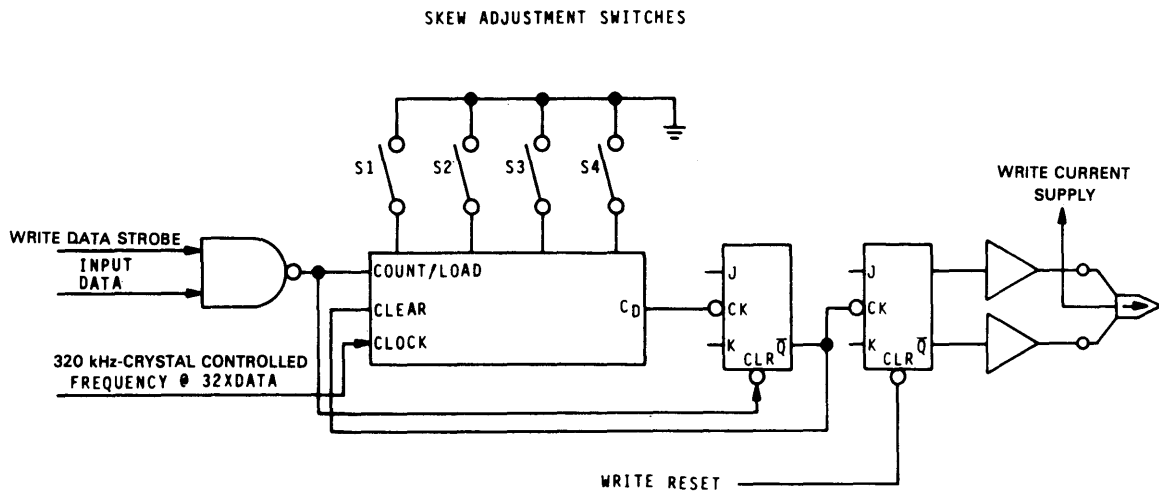 SKEW ADJUSTMENT SWITCHES
S1
S2
S3
S4
WRITE CURRENT
SUPPLY
WRITE DATA STROBE
INPUT
DATA
COUNT/LOAD
CLEAR
CLOCK
CD
J
CK
K
Q̅
CLR
J
CK
K
Q̅
CLR
320 kHz-CRYSTAL CONTROLLED
FREQUENCY @ 32XDATA
WRITE RESET